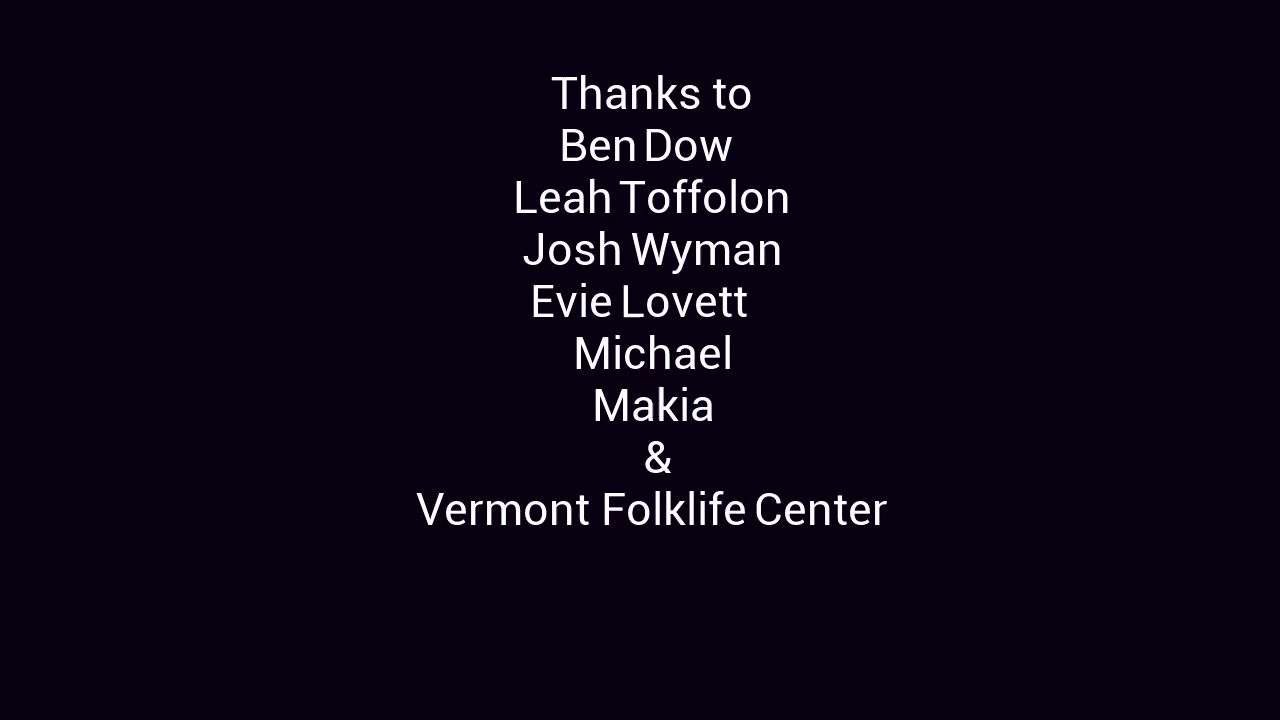 Thanks to
Ben Dow
Leah Toffolon
Josh Wyman
Evie Lovett
Michael
Makia
&
Vermont Folklife Center